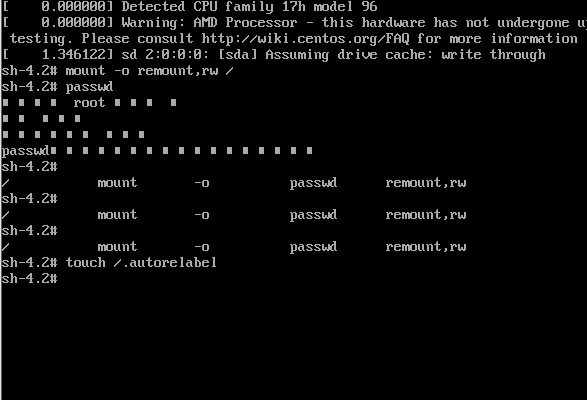 [    0.000000] Detected CPU family 17h model 96
[    0.000000] Warning: AMD Processor - this hardware has not undergone
testing. Please consult http://wiki.centos.org/FAQ for more information
[    1.346122] sd 2:0:0:0: [sda] Assuming drive cache: write through
sh-4.2# mount -o remount,rw /
sh-4.2# passwd
■ ■ ■ ■  root ■ ■ ■  ■
■ ■  ■ ■ ■
■ ■ ■ ■ ■ ■  ■ ■ ■
passwd■ ■ ■ ■ ■ ■ ■ ■ ■ ■ ■ ■ ■ ■ ■ ■ ■
sh-4.2#
/           mount       -o          passwd      remount,rw
sh-4.2#
/           mount       -o          passwd      remount,rw
sh-4.2#
/           mount       -o          passwd      remount,rw
sh-4.2# touch /.autorelabel
sh-4.2#